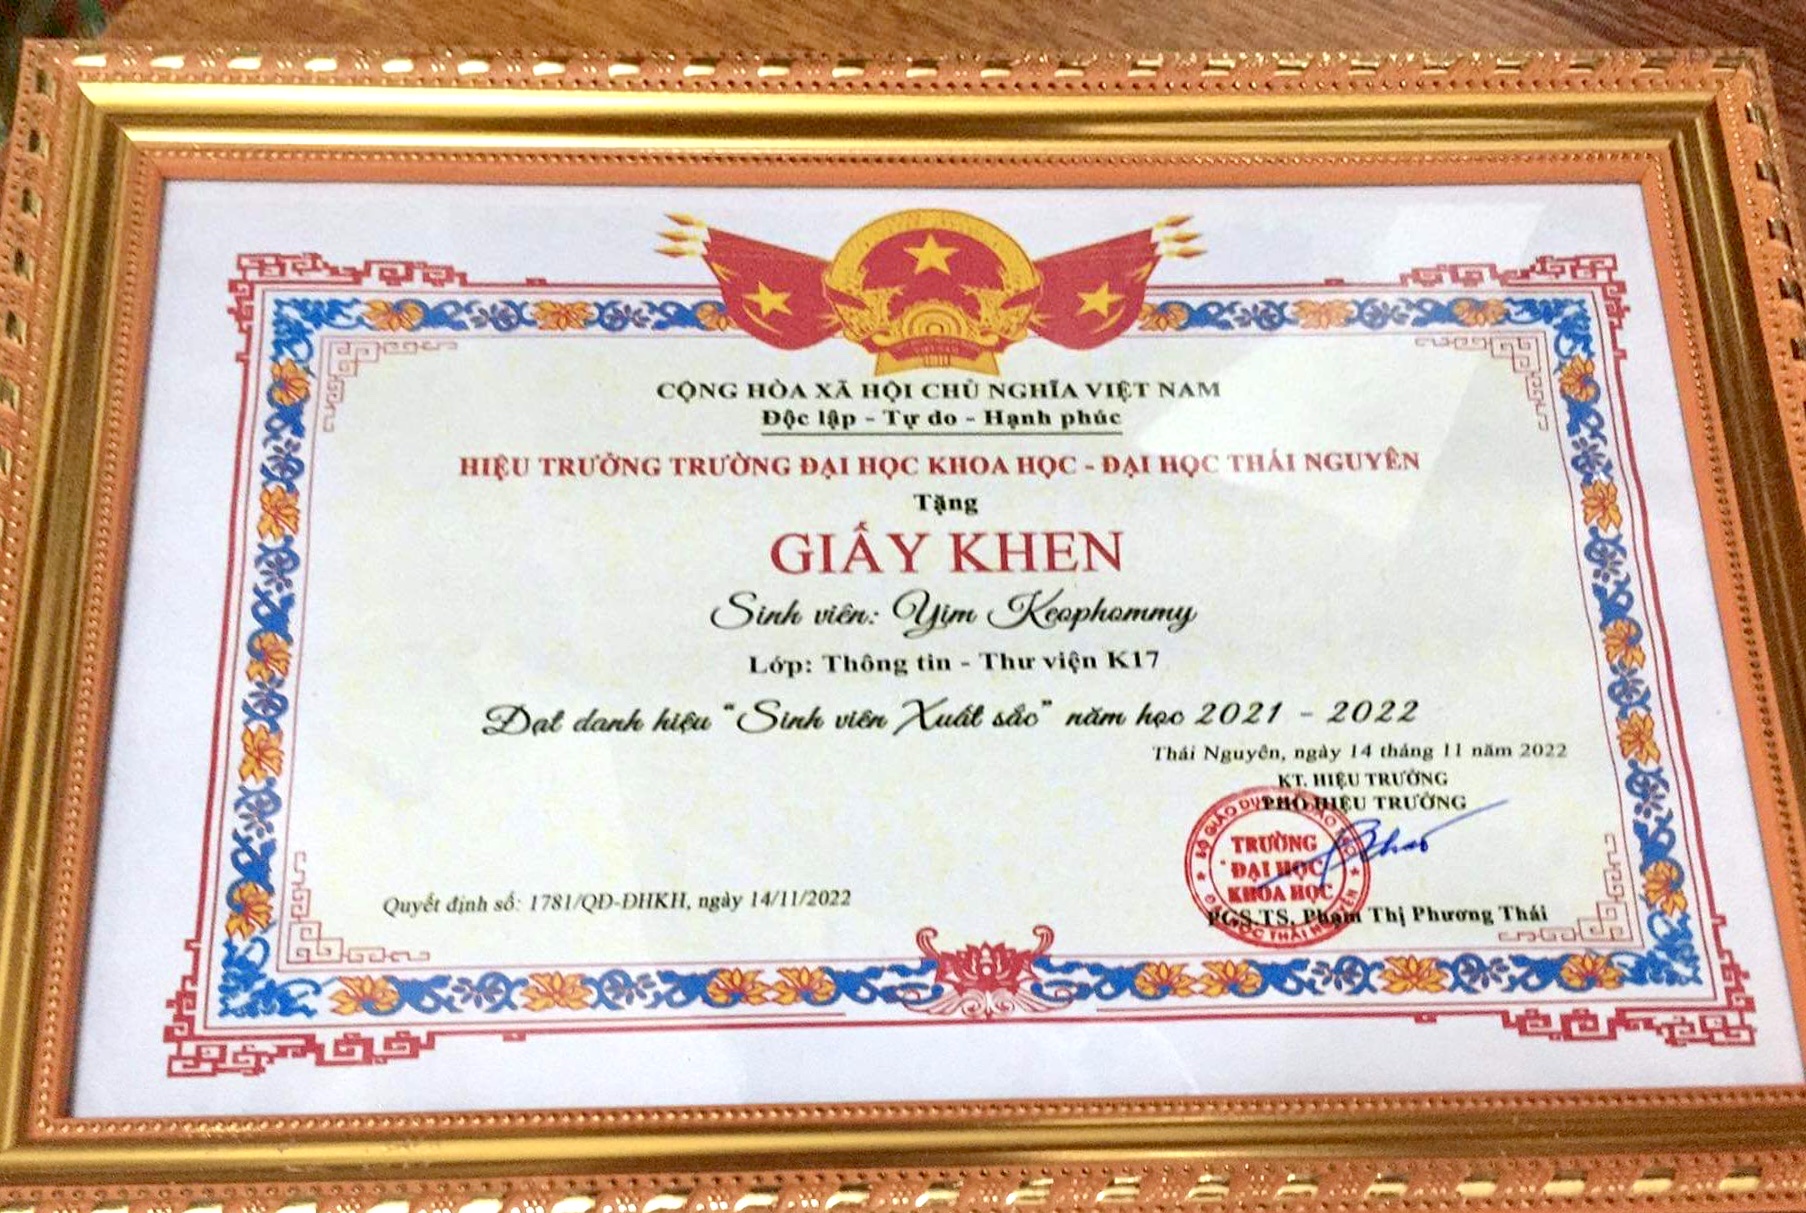 CỘNG HÒA XÃ HỘI CHỦ NGHĨA VIỆT NAM
Độc lập - Tự do - Hạnh phúc
HIỆU TRƯỞNG TRƯỜNG ĐẠI HỌC KHOA HỌC - ĐẠI HỌC THÁI NGUYÊN
Tặng
GIẤY KHEN
Sinh viên: Yim Keophommy
Lớp: Thông tin - Thư viện K17
Đạt danh hiệu "Sinh viên Xuất sắc" năm học 2021 - 2022
Thái Nguyên, ngày 14 tháng 11 năm 2022
KT. HIỆU TRƯỞNG
PHÓ HIỆU TRƯỞNG
TRƯỜNG
ĐẠI HỌC
KHOA HỌC
Quyết định số: 1781/QD-ĐHKH, ngày 14/11/2022
PGS.TS. Phạm Thị Phương Thái